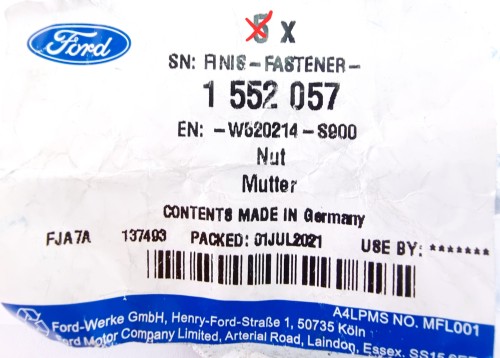 Ford
5 x
SN: FINIS-FASTENER-
1 552 057
EN: -W520214-S900
Nut
Mutter
CONTENTS MADE IN Germany
FJA7A 137493 PACKED: 01JUL2021 USE BY: *******
A4LPMS NO. MFL001
Ford-Werke GmbH, Henry-Ford-Straße 1, 50735 Köln
Ford Motor Company Limited, Arterial Road, Laindon, Essex. SS15